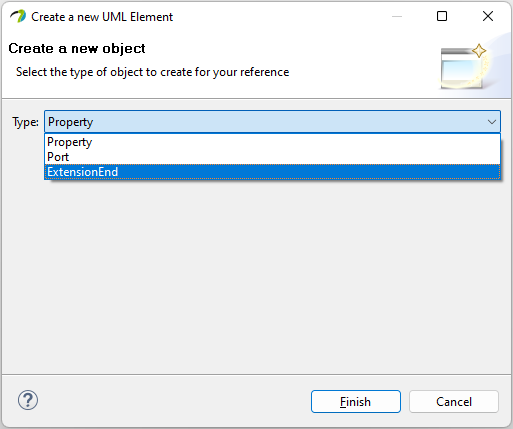 Create a new UML Element
Create a new object
Select the type of object to create for your reference
Type: Property
Property
Port
ExtensionEnd
?
Finish
Cancel